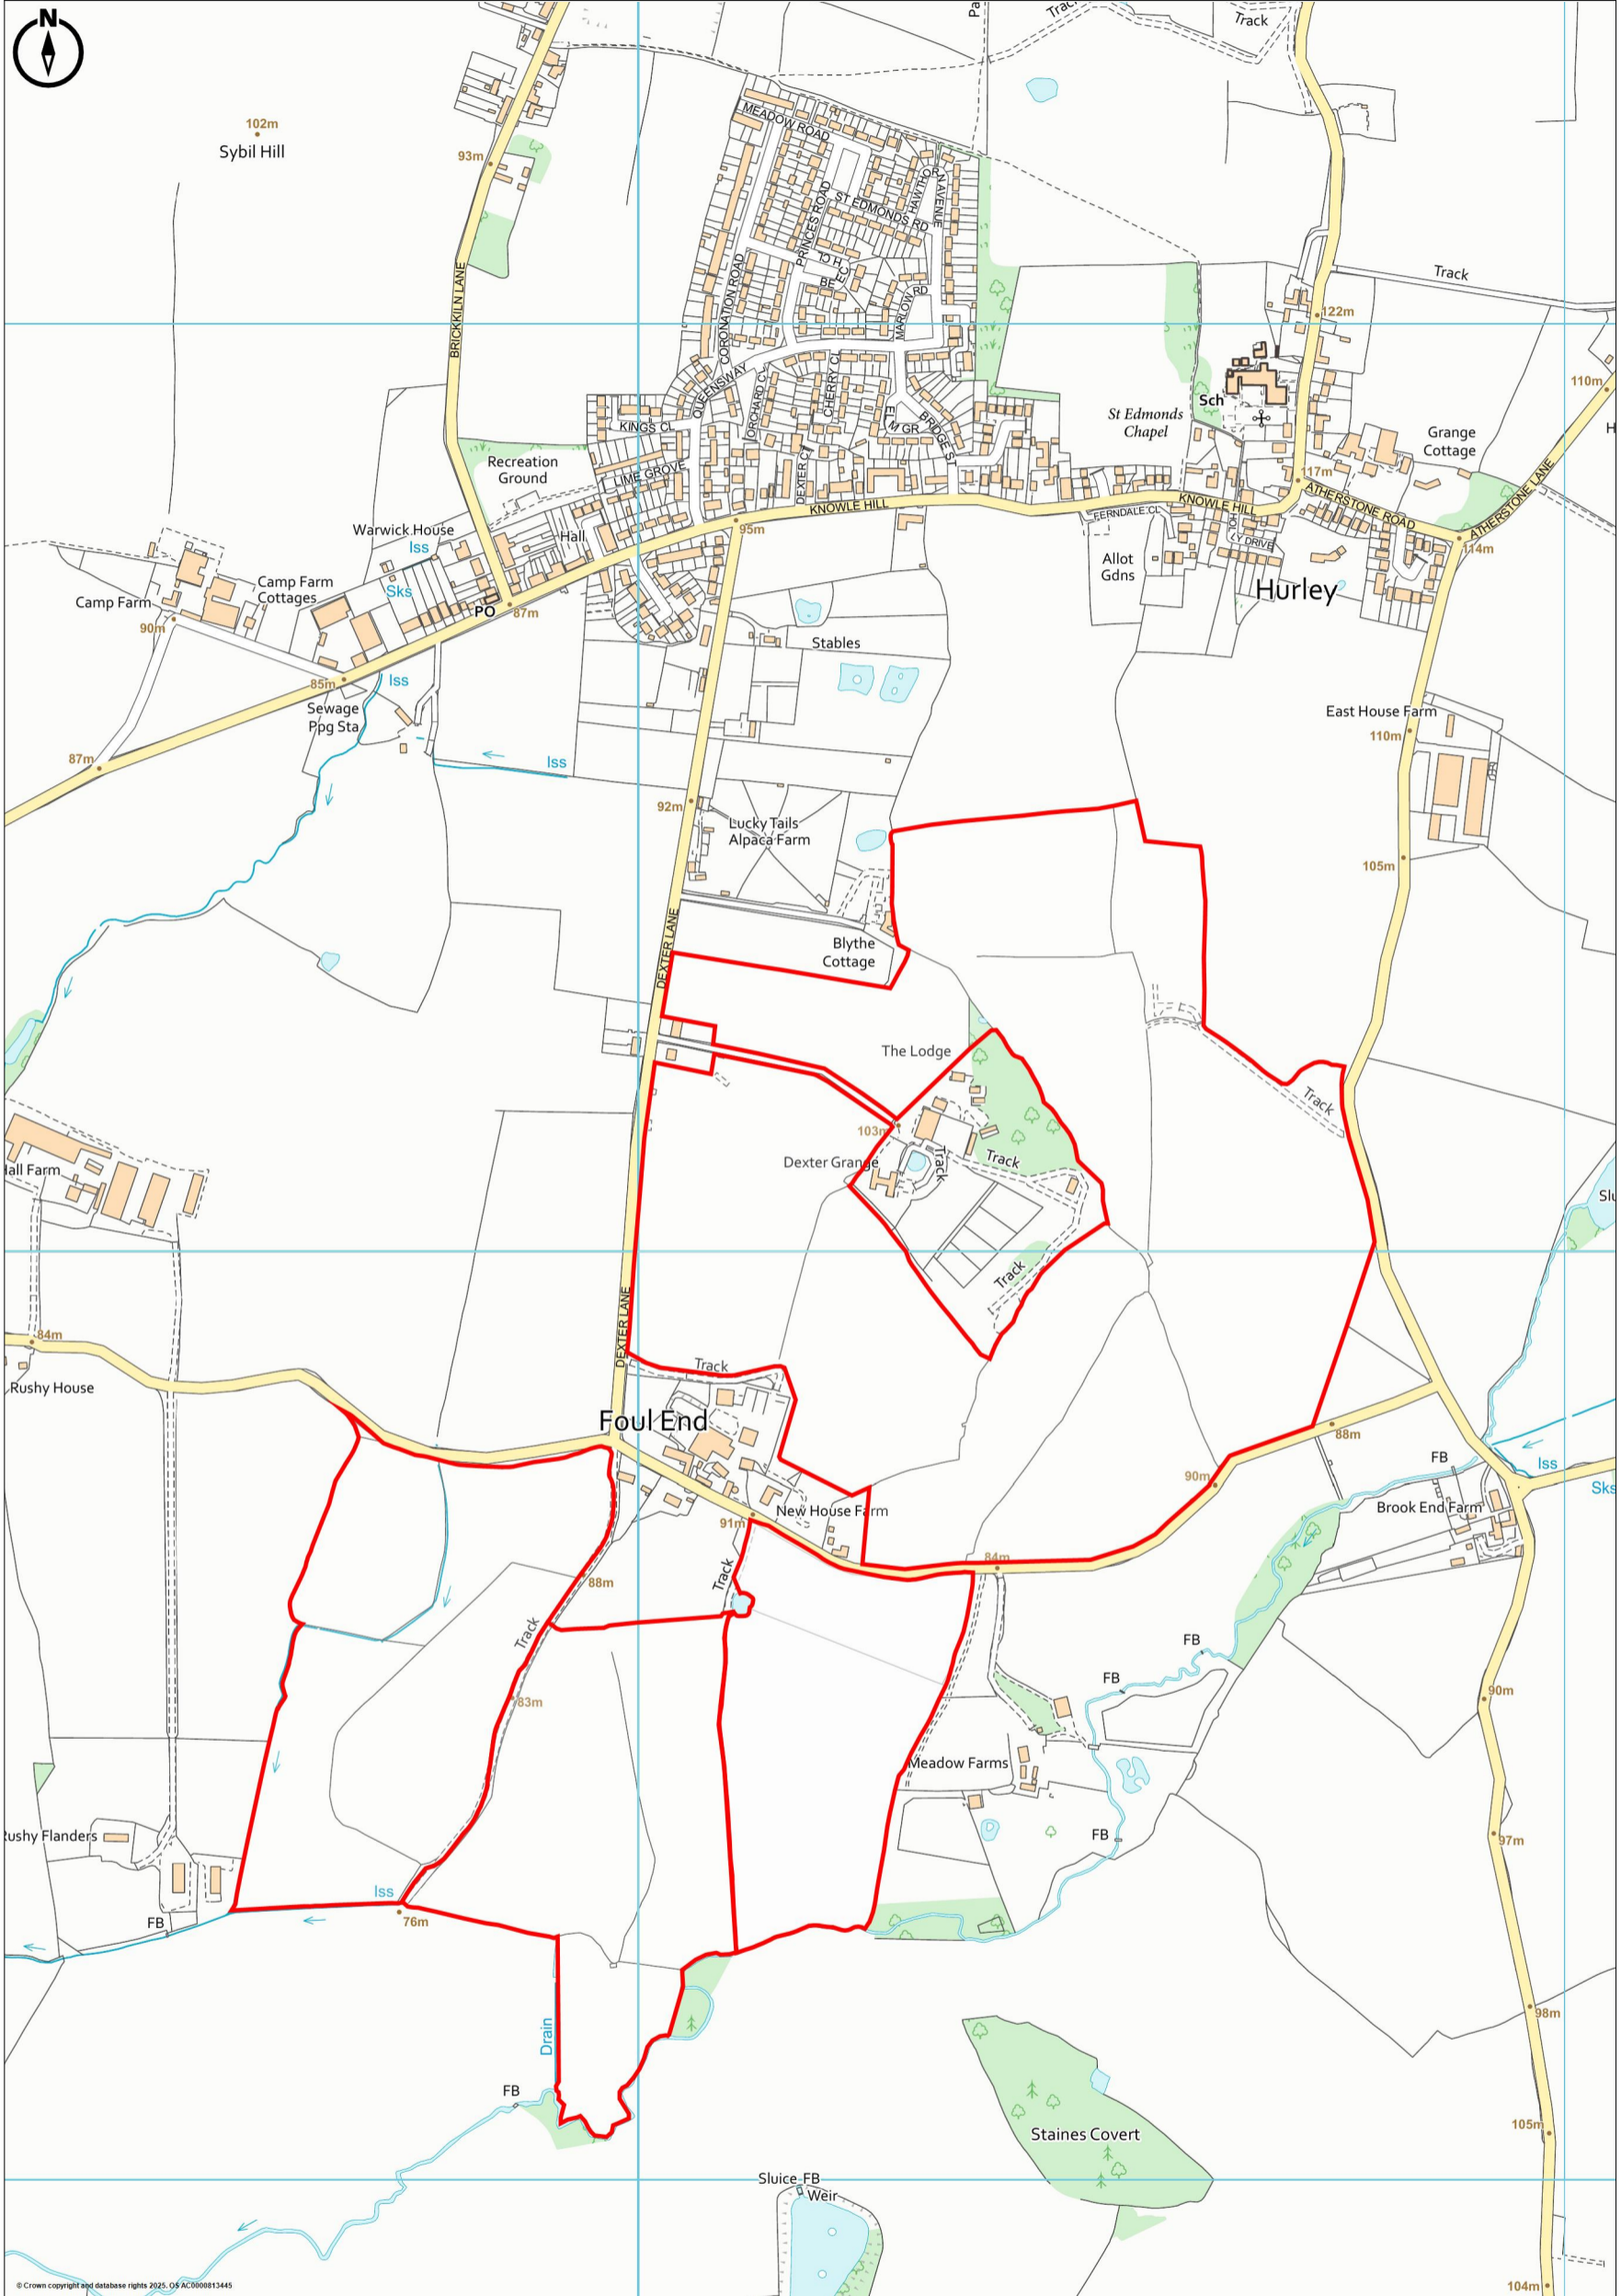 N
Track
Track
102m
Sybil Hill
93m
MEADOW ROAD
HAWTHORN AVENUE
PRINCES ROAD
ST EDMONDS RD
BEECH CL
MARLOW RD
CORONATION ROAD
BRICKKILN LANE
Track
122m
QUEENSWAY
ORCHARD CL
CHERRY CL
ELM GR
BRIDGE ST
KINGS CL
Sch
St Edmonds
Chapel
110m
Grange
Cottage
Recreation
Ground
LIME GROVE
DEXTER CT
KNOWLE HILL
KNOWLE HILL
117m
ATHERSTONE ROAD
ATHERSTONE LANE
114m
FERNDALE CL
Warwick House
Iss
Hall
95m
Allot
Gdns
Hurley
Camp Farm
Cottages
Sks
Camp Farm
90m
PO
87m
Stables
85m
Iss
Sewage
Ppg Sta
East House Farm
110m
87m
Iss
92m
Lucky Tails
Alpaca Farm
105m
DEXTER LANE
Blythe
Cottage
The Lodge
Track
103m
Dexter Grange
Track
Track
Hall Farm
Track
84m
DEXTER LANE
Track
Rushy House
Foul End
88m
FB
Iss
Sks
90m
New House Farm
91m
Brook End Farm
84m
88m
Track
Track
FB
FB
83m
90m
Meadow Farms
Rushy Flanders
FB
97m
Iss
FB
76m
98m
Drain
FB
Staines Covert
105m
Sluice FB
Weir
104m
© Crown copyright and database rights 2025. OS AC0000813445